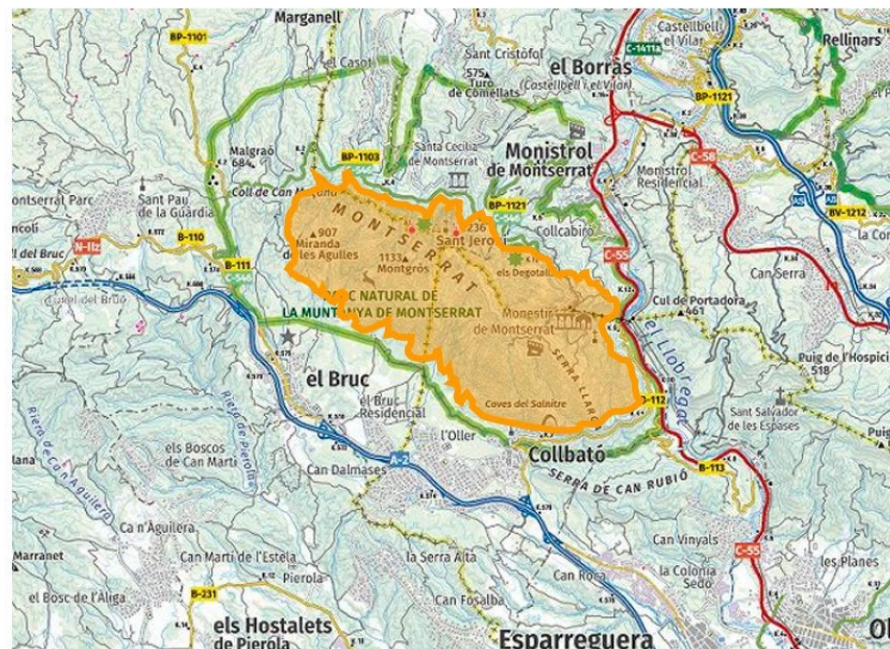 Marganell
BP-1101
el Casot
Sant Cristòfol
575
Turó
de Comellats
el Borràs
(Castellbell i el Vilar)
C-1411a
Castellbell
el Vilar
Rellinars
BP-1121
Malgraó
684
BP-1103
Santa Cecília
de Montserrat
Monistrol
de Montserrat
C-58
Monistrol
Residencial
Sant Pau
de la Guàrdia
Coll de Can Maçana
BP-1121
BV-1212
N-IIz
B-110
B-111
MONTSERRAT
907
Miranda
de les Agulles
1133
Montgròs
236
Sant Jeroni
Collcabiró
els Degotalls
C-55
Can Serra
PARC NATURAL DE
LA MUNTANYA DE MONTSERRAT
Monestir
de Montserrat
Cul de Portadora
461
el Llobregat
Puig de l'Hospici
518
SERRA LLARGA
el Bruc
el Bruc
Residencial
Coves del Salnitre
B-112
Sant Salvador
de les Espases
Riera de Can Aguilera
Riera de Pierola
els Boscos
de Can Martí
l'Oller
Collbató
Can Dalmases
A-2
SERRA DE CAN RUBIÓ
B-113
Ca n'Aguilera
Can Vinyals
Marranet
Can Martí de l'Estela
Pierola
la Serra Alta
Can Roca
la Colònia
Sedó
C-55
les Planes
el Bosc de l'Àliga
B-231
Can Fosalba
els Hostalets
de Pierola
Esparreguera